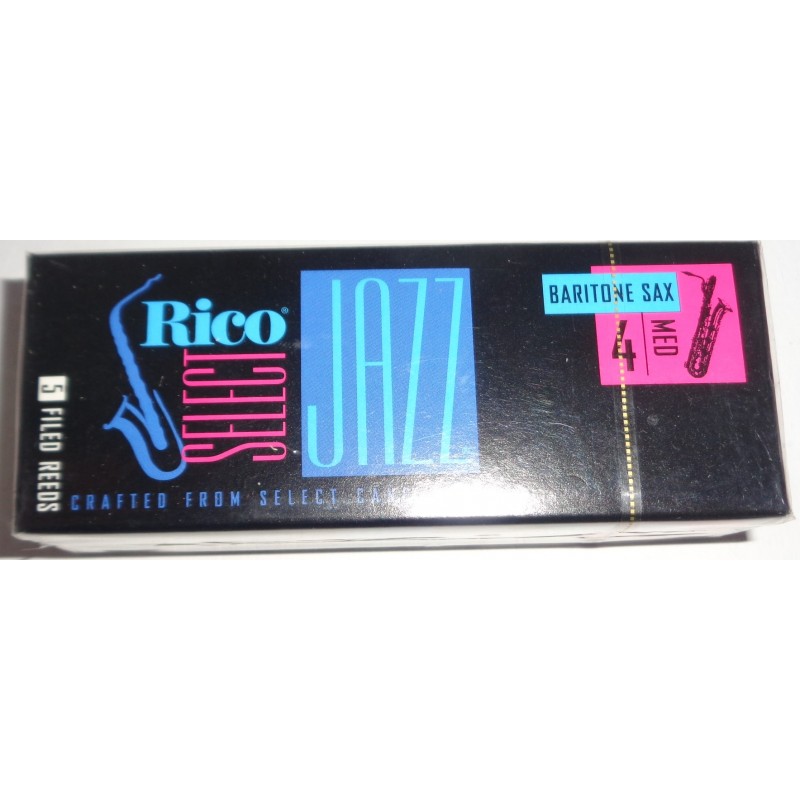 Rico®
SELECT
JAZZ
BARITONE SAX
4 MED
5 FILED REEDS
CRAFTED FROM SELECT